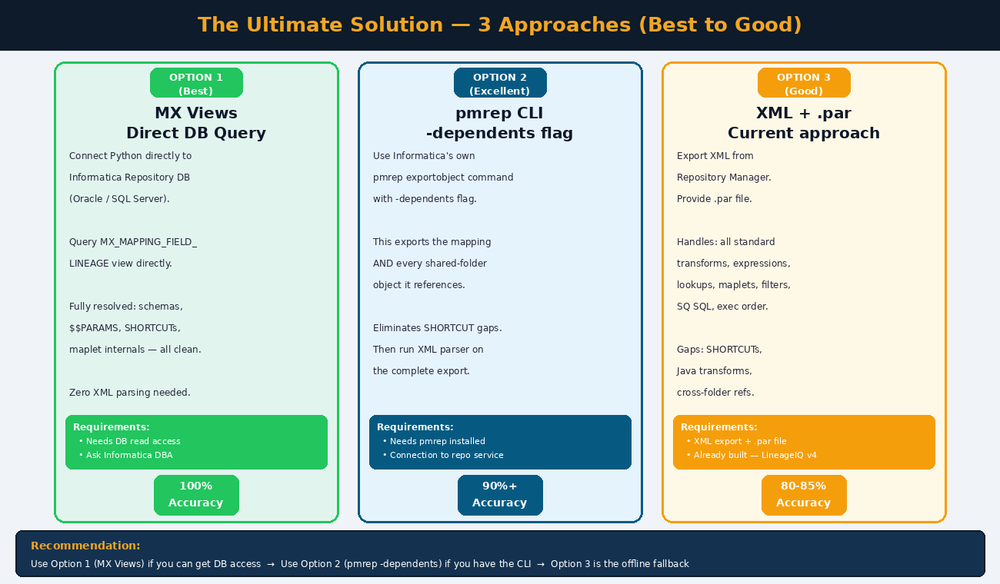 The Ultimate Solution — 3 Approaches (Best to Good)
OPTION 1
(Best)
MX Views
Direct DB Query
Connect Python directly to
Informatica Repository DB
(Oracle / SQL Server).
Query MX_MAPPING_FIELD_
LINEAGE view directly.
Fully resolved: schemas,
$$PARAMS, SHORTCUTs,
maplet internals — all clean.
Zero XML parsing needed.
Requirements:
• Needs DB read access
• Ask Informatica DBA
100%
Accuracy
OPTION 2
(Excellent)
pmrep CLI
-dependents flag
Use Informatica's own
pmrep exportobject command
with -dependents flag.
This exports the mapping
AND every shared-folder
object it references.
Eliminates SHORTCUT gaps.
Then run XML parser on
the complete export.
Requirements:
• Needs pmrep installed
• Connection to repo service
90%+
Accuracy
OPTION 3
(Good)
XML + .par
Current approach
Export XML from
Repository Manager.
Provide .par file.
Handles: all standard
transforms, expressions,
lookups, maplets, filters,
SQ SQL, exec order.
Gaps: SHORTCUTs,
Java transforms,
cross-folder refs.
Requirements:
• XML export + .par file
• Already built — LineageIQ v4
80-85%
Accuracy
Recommendation:
Use Option 1 (MX Views) if you can get DB access → Use Option 2 (pmrep -dependents) if you have the CLI → Option 3 is the offline fallback